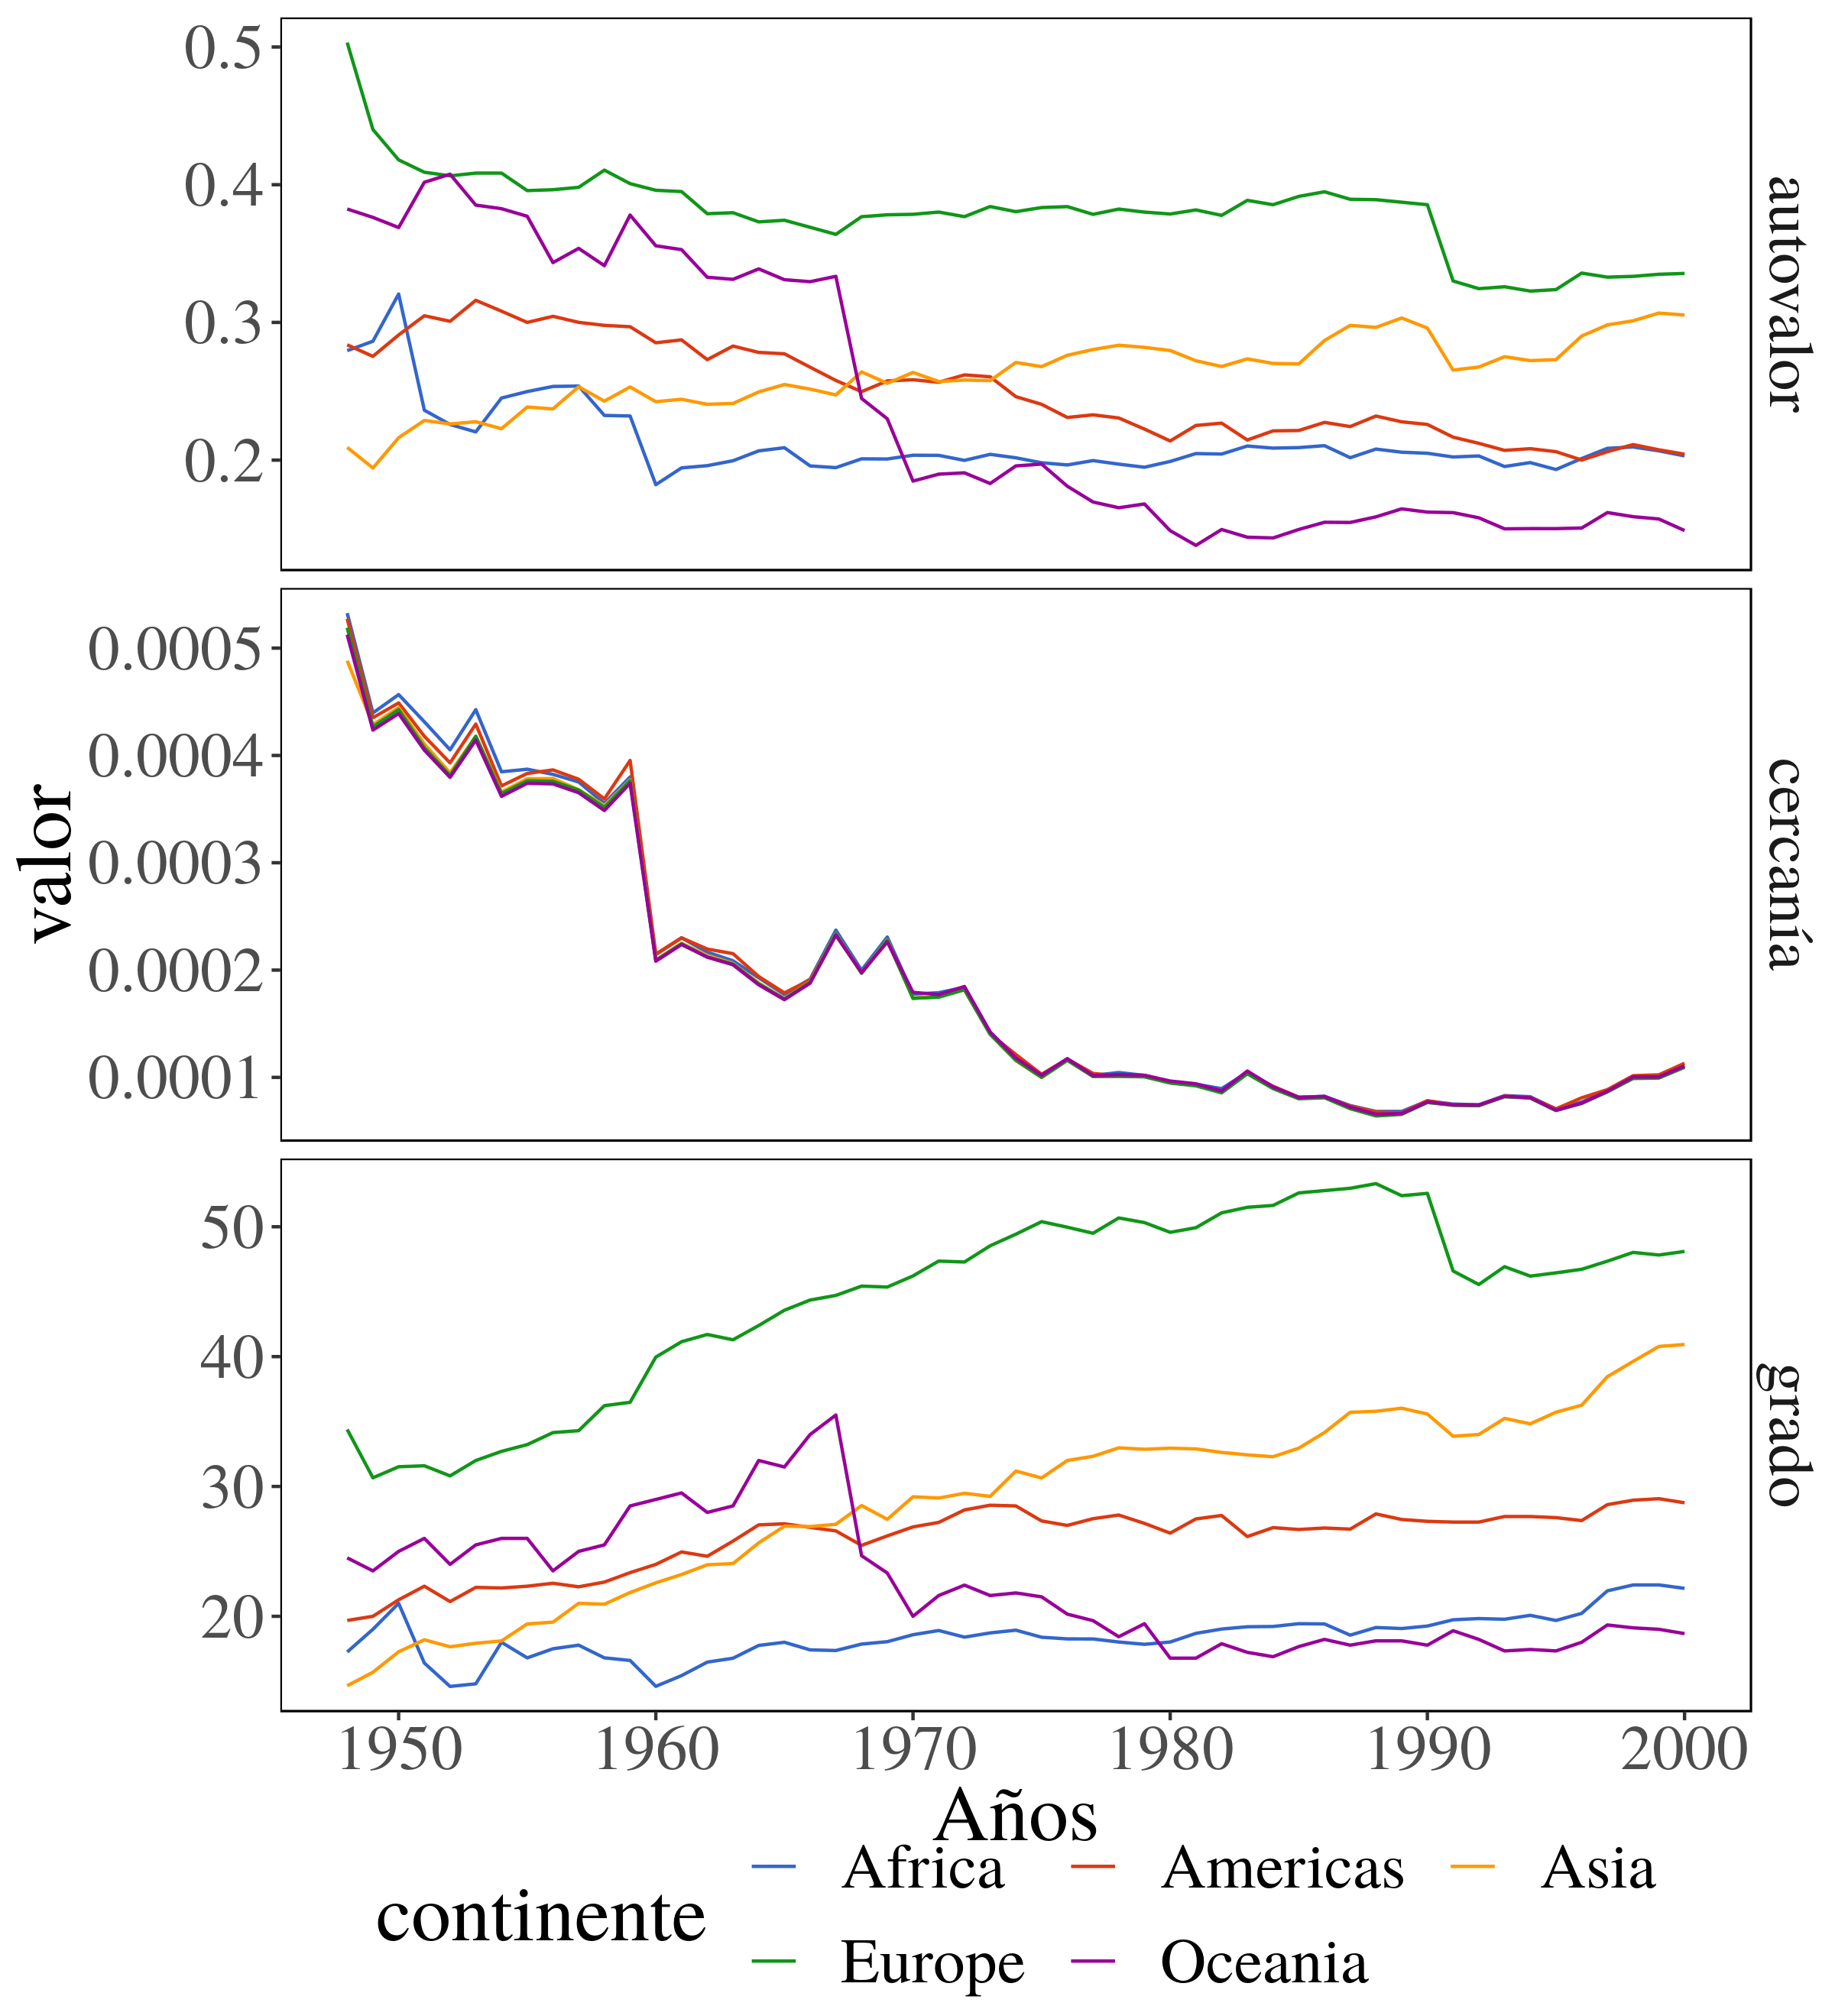 0.5
0.4
0.3
0.2
autovalor
0.0005
0.0004
0.0003
0.0002
0.0001
cercanía
valor
50
40
30
20
grado
1950 1960 1970 1980 1990 2000
Años
continente
Africa Americas Asia
Europe Oceania